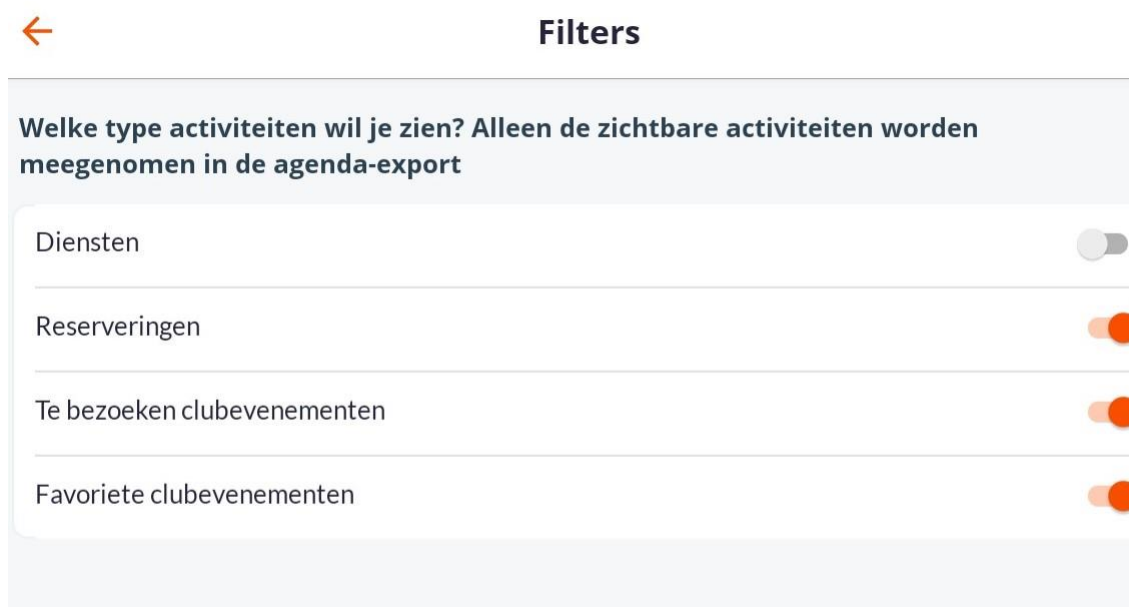 Filters
Welke type activiteiten wil je zien? Alleen de zichtbare activiteiten worden
meegenomen in de agenda-export
Diensten
Reserveringen
Te bezoeken clubevenementen
Favoriete clubevenementen